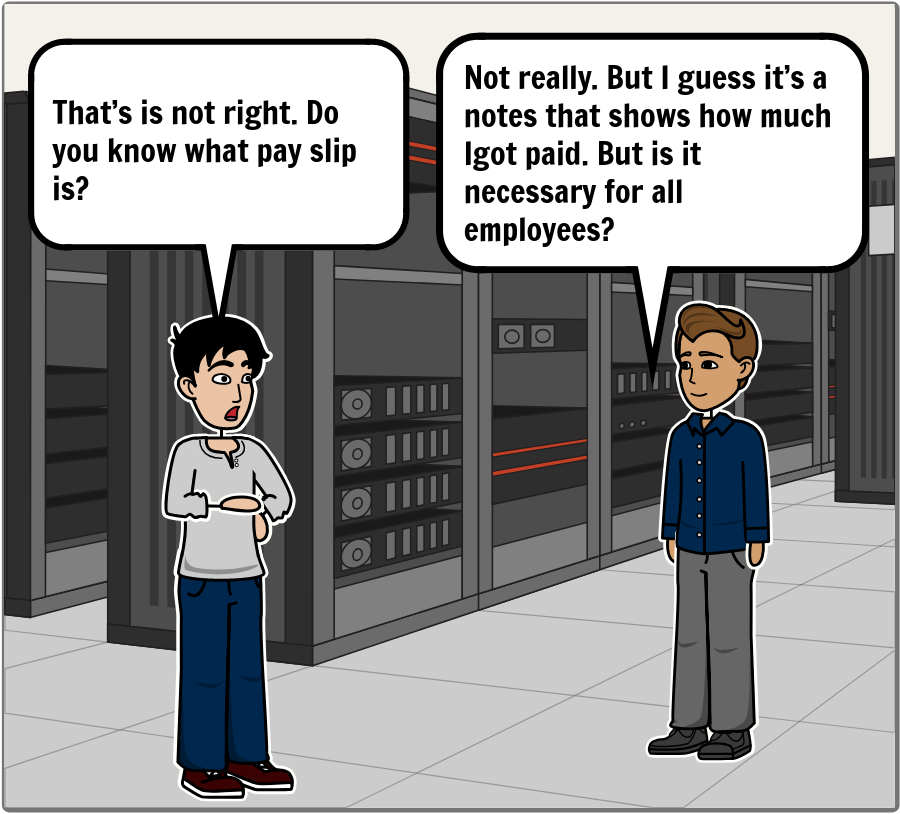 That's is not right. Do
you know what pay slip
is?
Not really. But I guess it's a
notes that shows how much
Igot paid. But is it
necessary for all
employees?